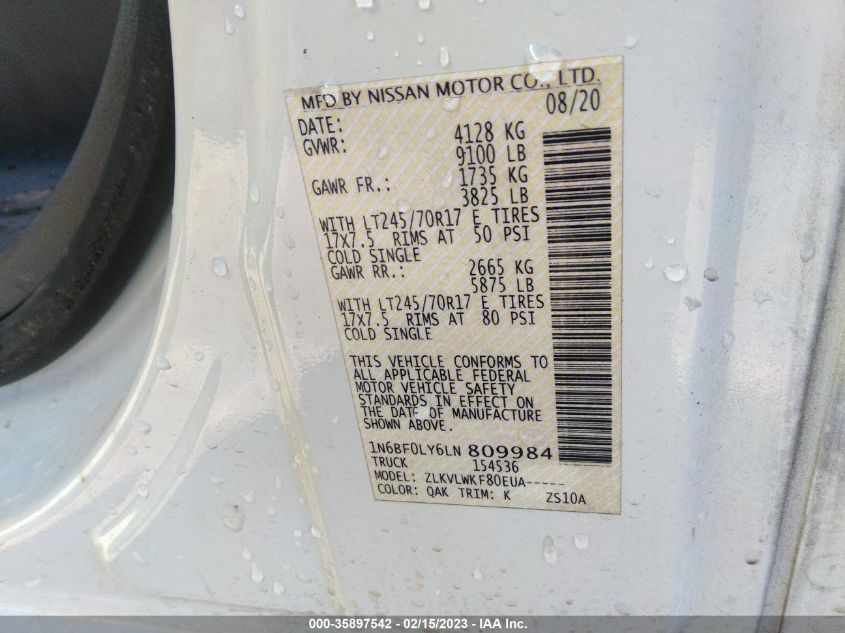 MFD BY NISSAN MOTOR CO., LTD.
DATE: 08/20
GVWR: 4128 KG
9100 LB
GAWR FR.: 1735 KG
3825 LB
WITH LT245/70R17 E TIRES
17X7.5 RIMS AT 50 PSI
COLD SINGLE
GAWR RR.: 2665 KG
5875 LB
WITH LT245/70R17 E TIRES
17X7.5 RIMS AT 80 PSI
COLD SINGLE
THIS VEHICLE CONFORMS TO
ALL APPLICABLE FEDERAL
MOTOR VEHICLE SAFETY
STANDARDS IN EFFECT ON
THE DATE OF MANUFACTURE
SHOWN ABOVE.
1N6BF0LY6LN 809984
TRUCK 154536
MODEL: ZLKVLWKF80EUA-----
COLOR: QAK TRIM: K ZS10A
000-35897542 - 02/15/2023 - IAA Inc.